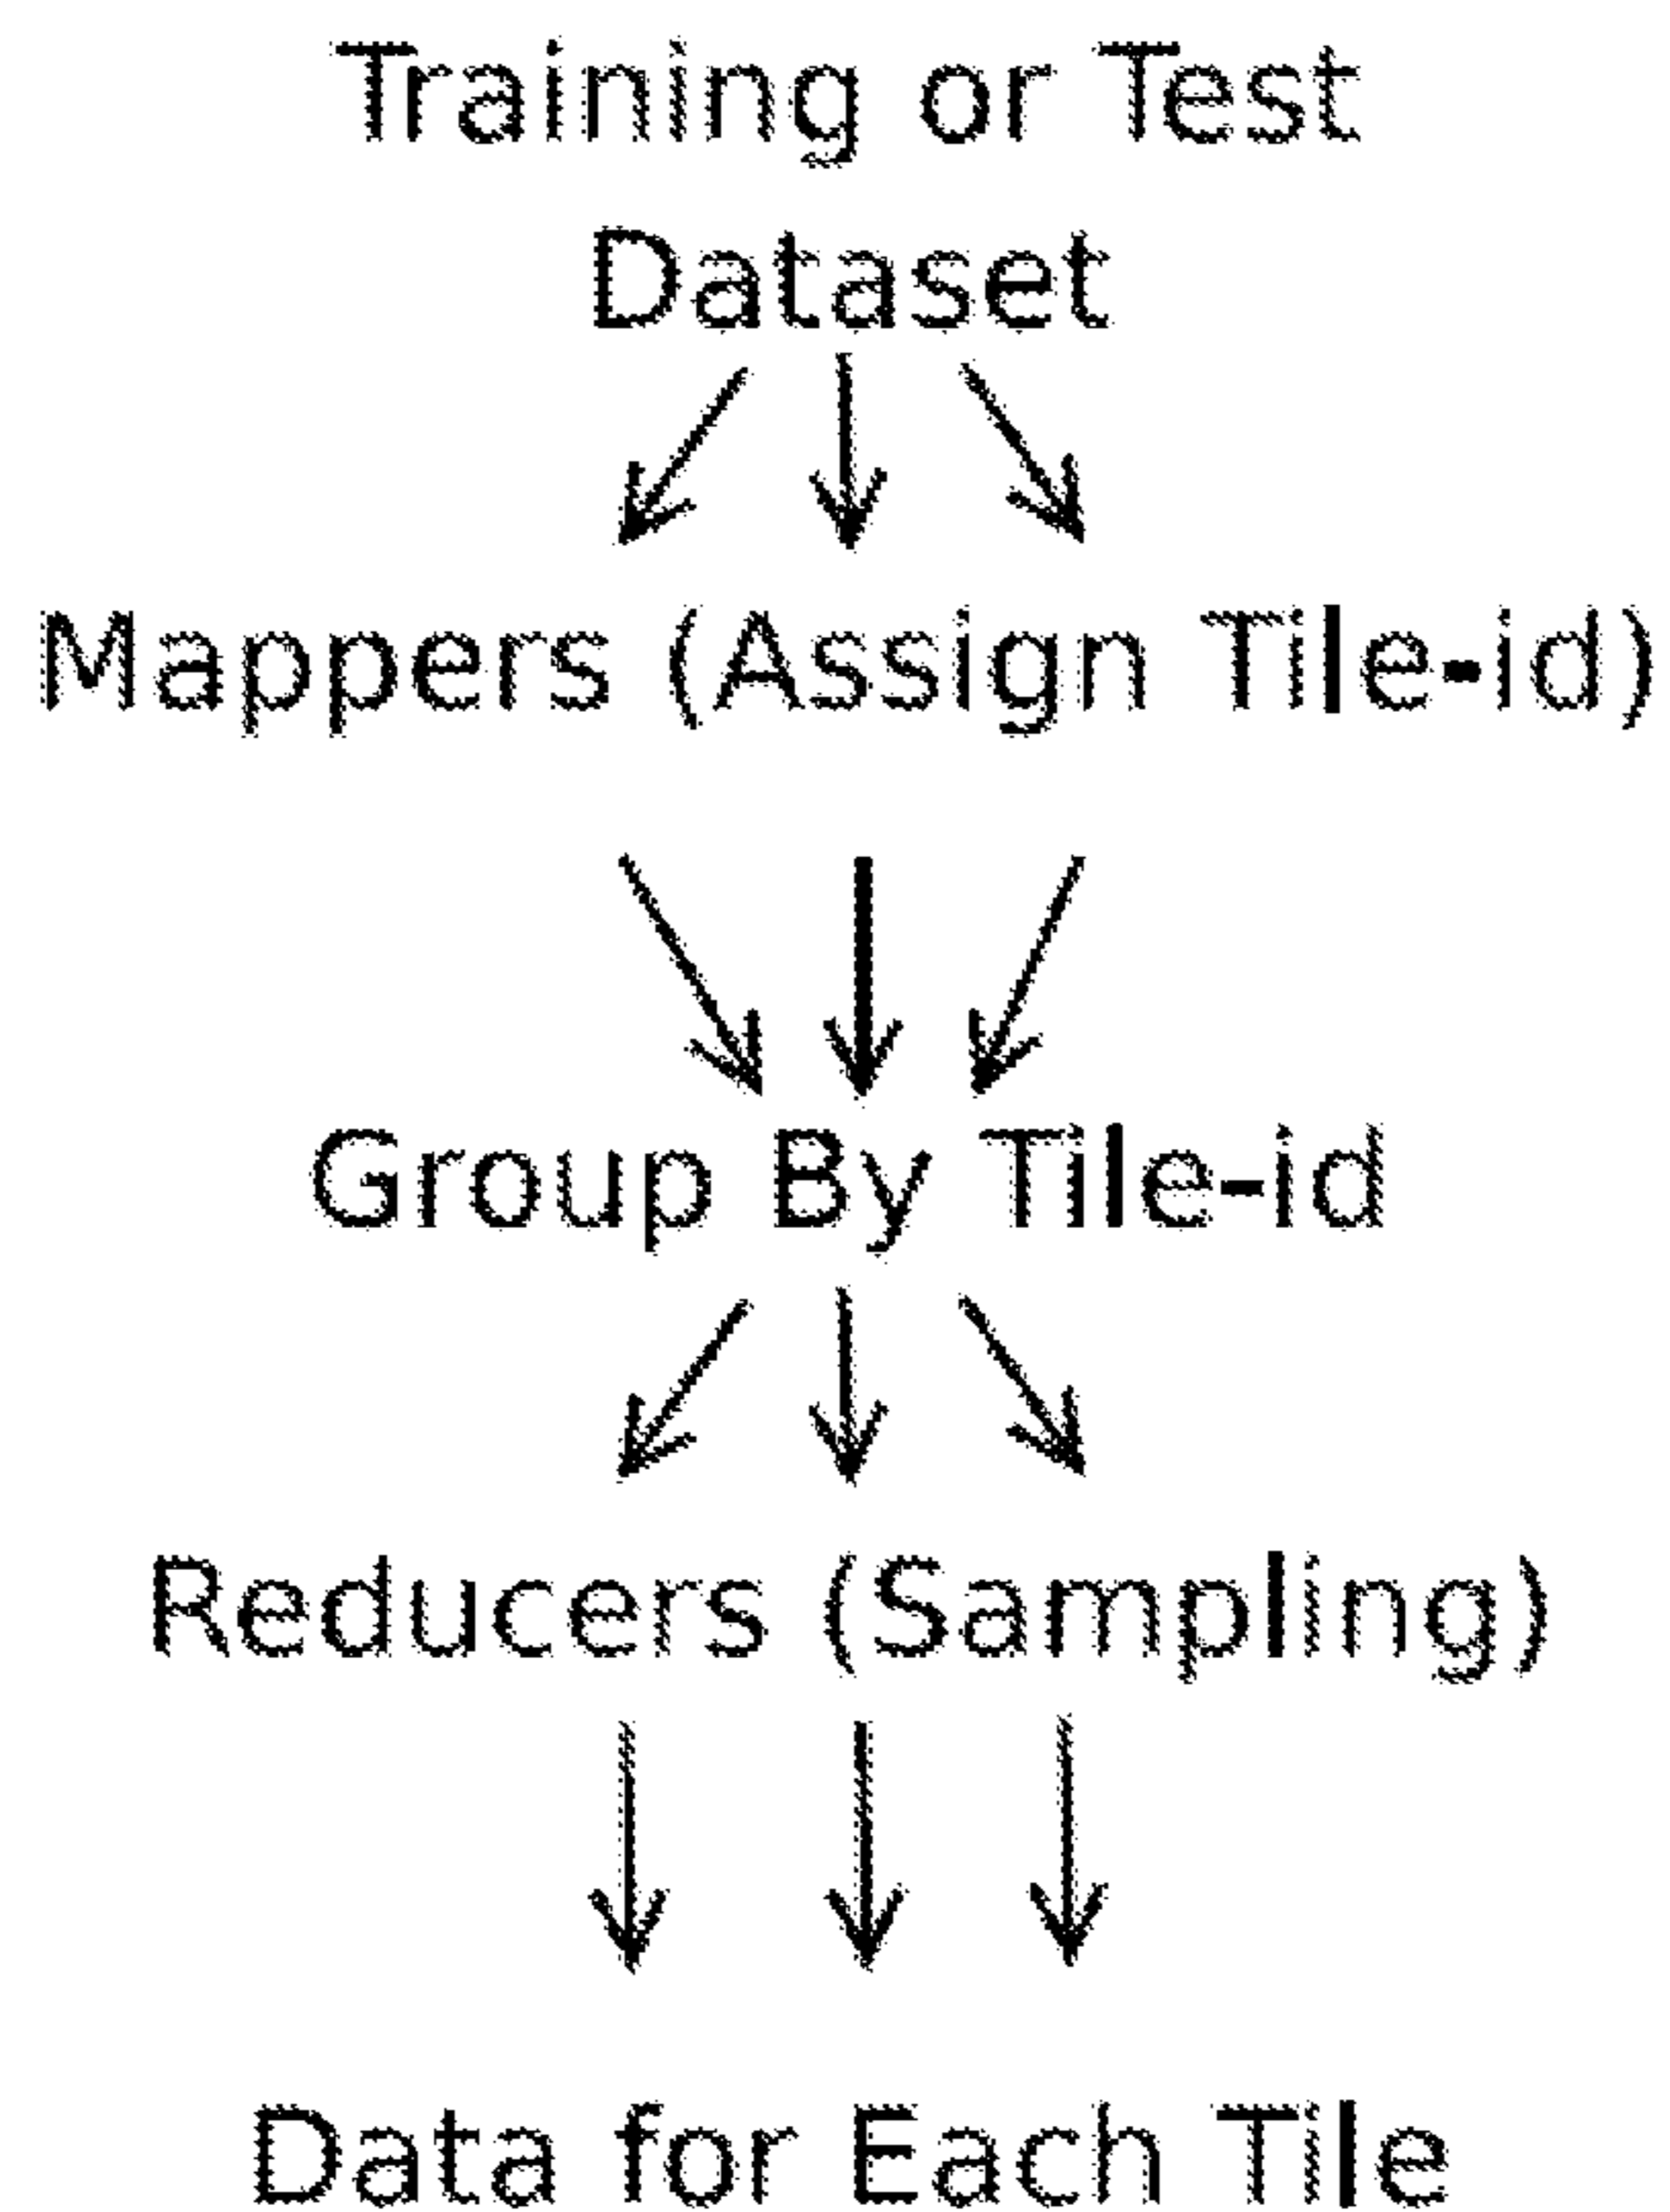 Training or Test
Dataset
Mappers (Assign Tile-id)
Group By Tile-id
Reducers (Sampling)
Data for Each Tile